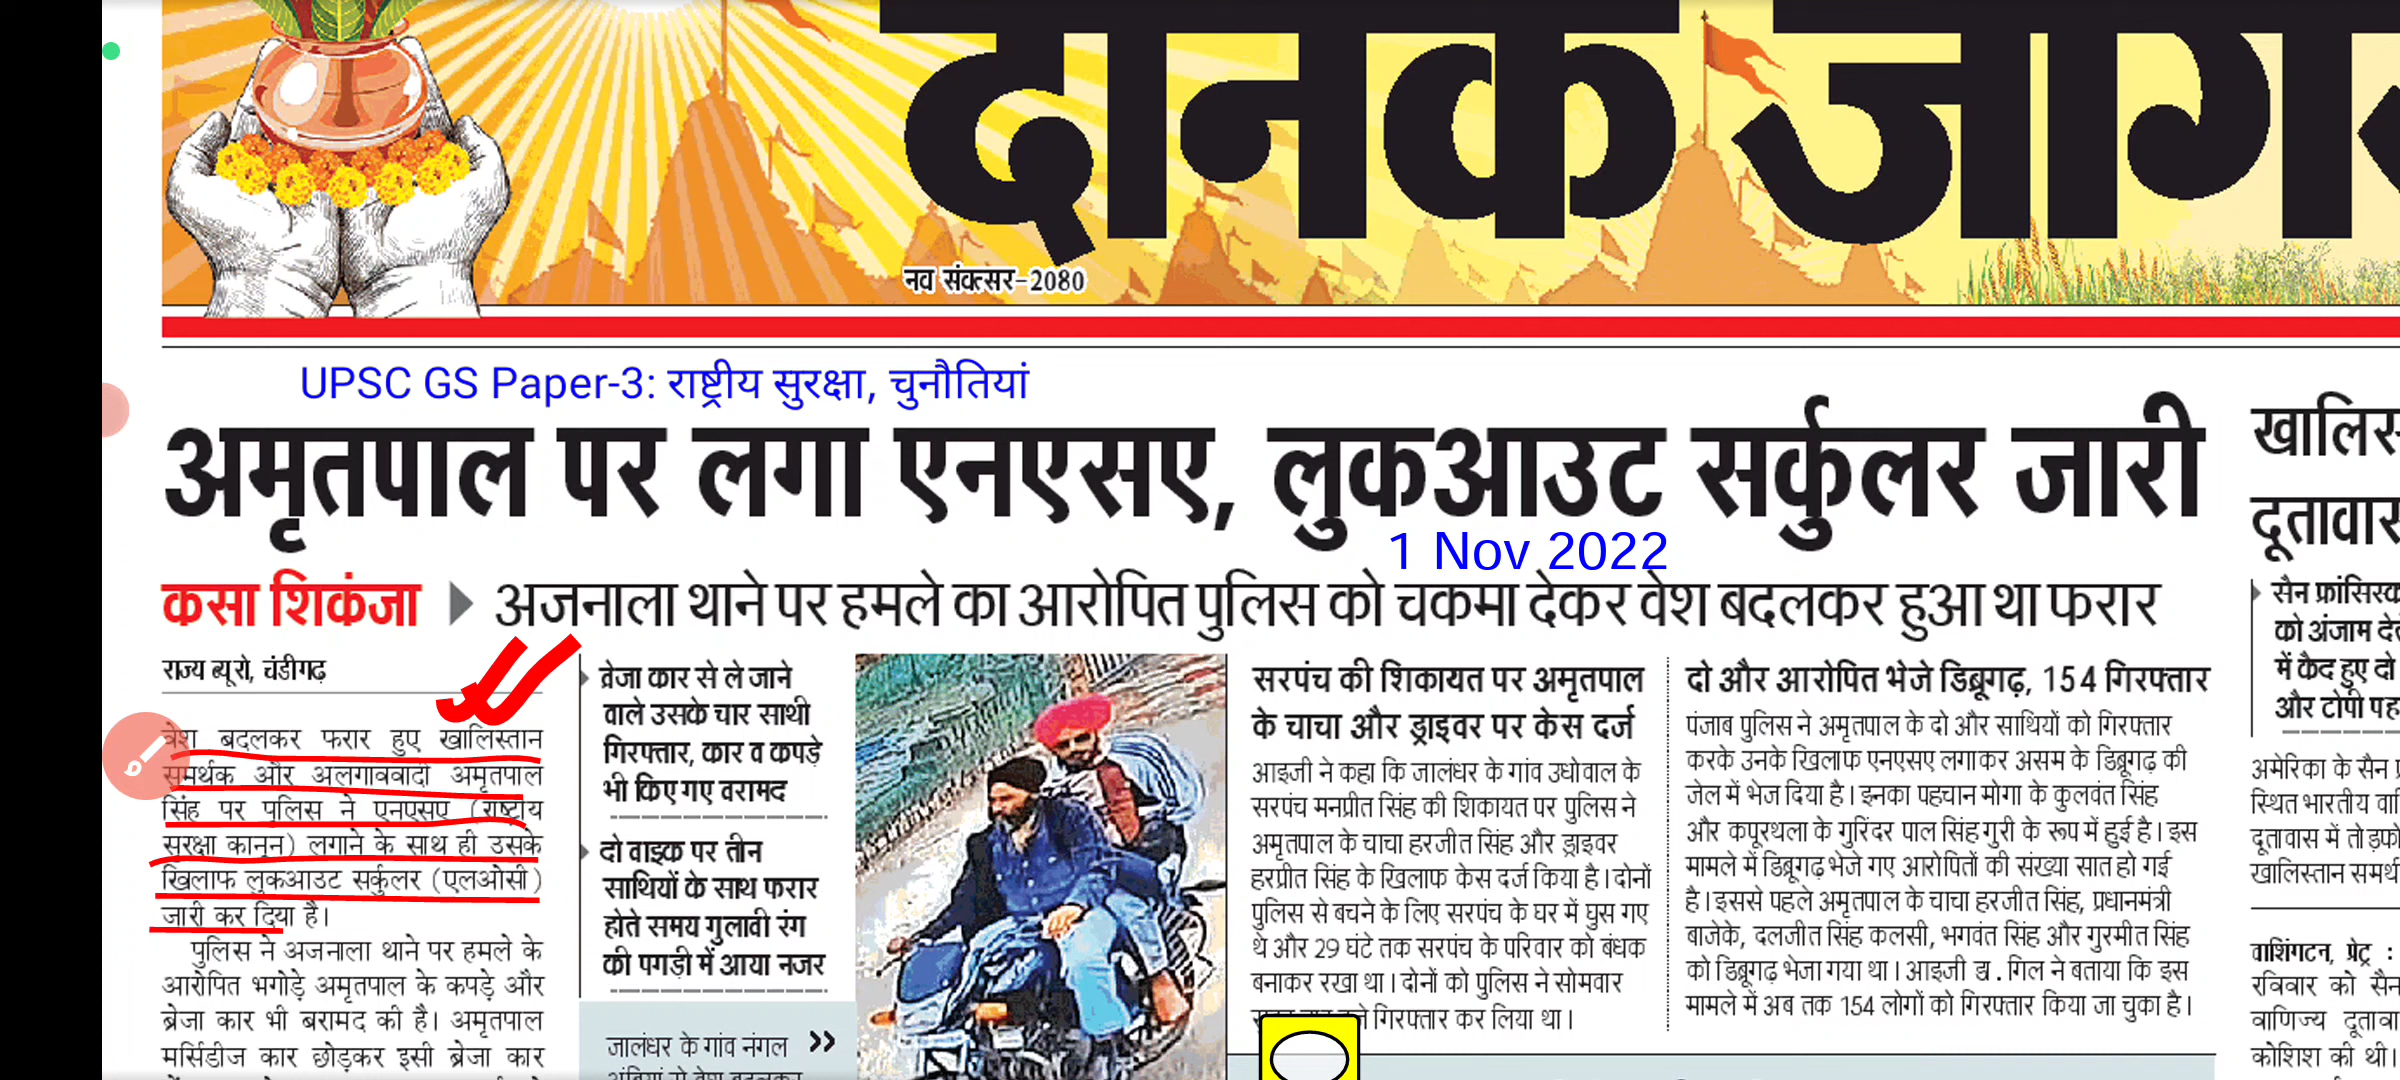 दैनिक जागर
नव संवत्सर-2080
UPSC GS Paper-3: राष्ट्रीय सुरक्षा, चुनौतियां
अमृतपाल पर लगा एनएसए, लुकआउट सर्कुलर जारी
1 Nov 2022
कसा शिकंजा
अजनाला थाने पर हमले का आरोपित पुलिस को चकमा देकर वेश बदलकर हुआ था फरार
राज्य ब्यूरो, चंडीगढ़
वेश बदलकर फरार हुए खालिस्तान
समर्थक और अलगाववादी अमृतपाल
सिंह पर पुलिस ने एनएसए (राष्ट्रीय
सुरक्षा कानून) लगाने के साथ ही उसके
खिलाफ लुकआउट सर्कुलर (एलओसी)
जारी कर दिया है।
पुलिस ने अजनाला थाने पर हमले के
आरोपित भगोड़े अमृतपाल के कपड़े और
ब्रेजा कार भी बरामद की है। अमृतपाल
मर्सिडीज कार छोड़कर इसी ब्रेजा कार
ब्रेजा कार से ले जाने
वाले उसके चार साथी
गिरफ्तार, कार व कपड़े
भी किए गए बरामद
दो बाइक पर तीन
साथियों के साथ फरार
होते समय गुलाबी रंग
की पगड़ी में आया नजर
जालंधर के गांव नंगल >>
सरपंच की शिकायत पर अमृतपाल
के चाचा और ड्राइवर पर केस दर्ज
आइजी ने कहा कि जालंधर के गांव उधोवाल के
सरपंच मनप्रीत सिंह की शिकायत पर पुलिस ने
अमृतपाल के चाचा हरजीत सिंह और ड्राइवर
हरप्रीत सिंह के खिलाफ केस दर्ज किया है। दोनों
पुलिस से बचने के लिए सरपंच के घर में घुस गए
थे और 29 घंटे तक सरपंच के परिवार को बंधक
बनाकर रखा था। दोनों को पुलिस ने सोमवार
गिरफ्तार कर लिया था।
दो और आरोपित भेजे डिब्रूगढ़, 154 गिरफ्तार
पंजाब पुलिस ने अमृतपाल के दो और साथियों को गिरफ्तार
करके उनके खिलाफ एनएसए लगाकर असम के डिब्रूगढ़ की
जेल में भेज दिया है। इनका पहचान मोगा के कुलवंत सिंह
और कपूरथला के गुरिंदर पाल सिंह गुरी के रूप में हुई है। इस
मामले में डिब्रूगढ़ भेजे गए आरोपितों की संख्या सात हो गई
है। इससे पहले अमृतपाल के चाचा हरजीत सिंह, प्रधानमंत्री
बाजेके, दलजीत सिंह कलसी, भगवंत सिंह और गुरमीत सिंह
को डिब्रूगढ़ भेजा गया था। आइजी सु. गिल ने बताया कि इस
मामले में अब तक 154 लोगों को गिरफ्तार किया जा चुका है।
खालिस
दूतावास
सैन फ्रांसिस्क
को अंजाम दे
में कैद हुए दो
और टोपी पह
अमेरिका के सैन
स्थित भारतीय वा
दूतावास में तोड़फो
खालिस्तान समर्थ
वाशिंगटन, प्रेट्र :
रविवार को सैन
वाणिज्य दूतावा
कोशिश की थी।